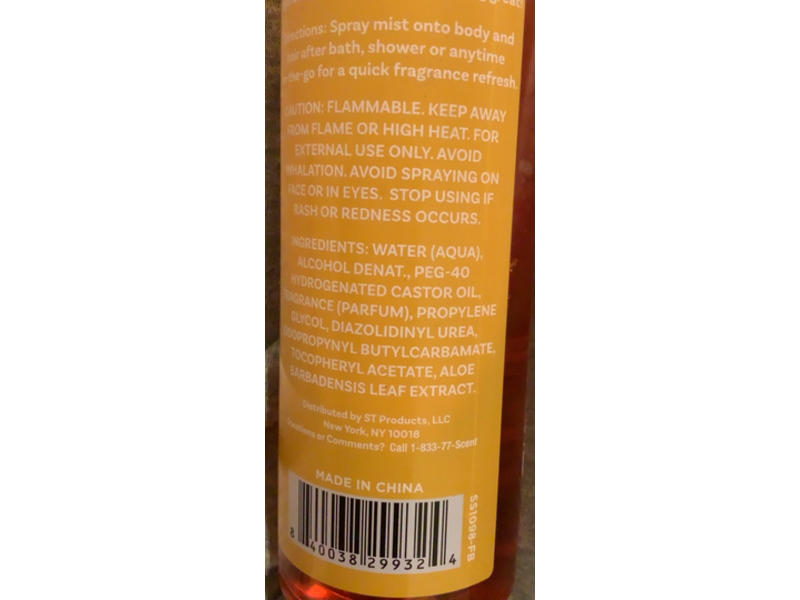 great!
Directions: Spray mist onto body and
hair after bath, shower or anytime
on-the-go for a quick fragrance refresh.
CAUTION: FLAMMABLE. KEEP AWAY
FROM FLAME OR HIGH HEAT. FOR
EXTERNAL USE ONLY. AVOID
INHALATION. AVOID SPRAYING ON
FACE OR IN EYES. STOP USING IF
RASH OR REDNESS OCCURS.
INGREDIENTS: WATER (AQUA),
ALCOHOL DENAT., PEG-40
HYDROGENATED CASTOR OIL,
FRAGRANCE (PARFUM), PROPYLENE
GLYCOL, DIAZOLIDINYL UREA,
IODOPROPYNYL BUTYLCARBAMATE,
TOCOPHERYL ACETATE, ALOE
BARBADENSIS LEAF EXTRACT.
Distributed by ST Products, LLC
New York, NY 10018
Questions or Comments? Call 1-833-77-Scent
MADE IN CHINA
8 40038 29932 4
SS1098-FB